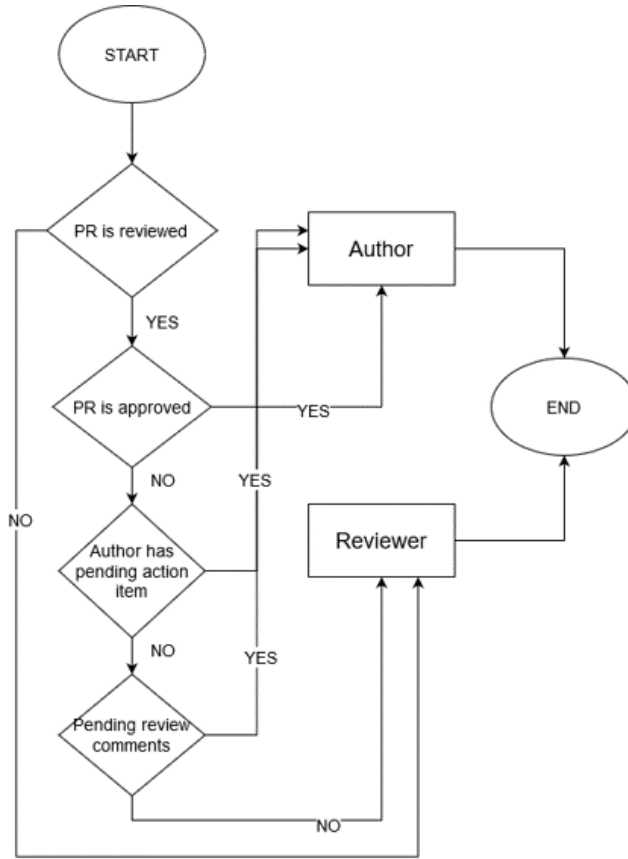 START
PR is reviewed
YES
Author
PR is approved
YES
END
NO
YES
NO
Reviewer
Author has
pending action
item
NO
YES
Pending review
comments
NO